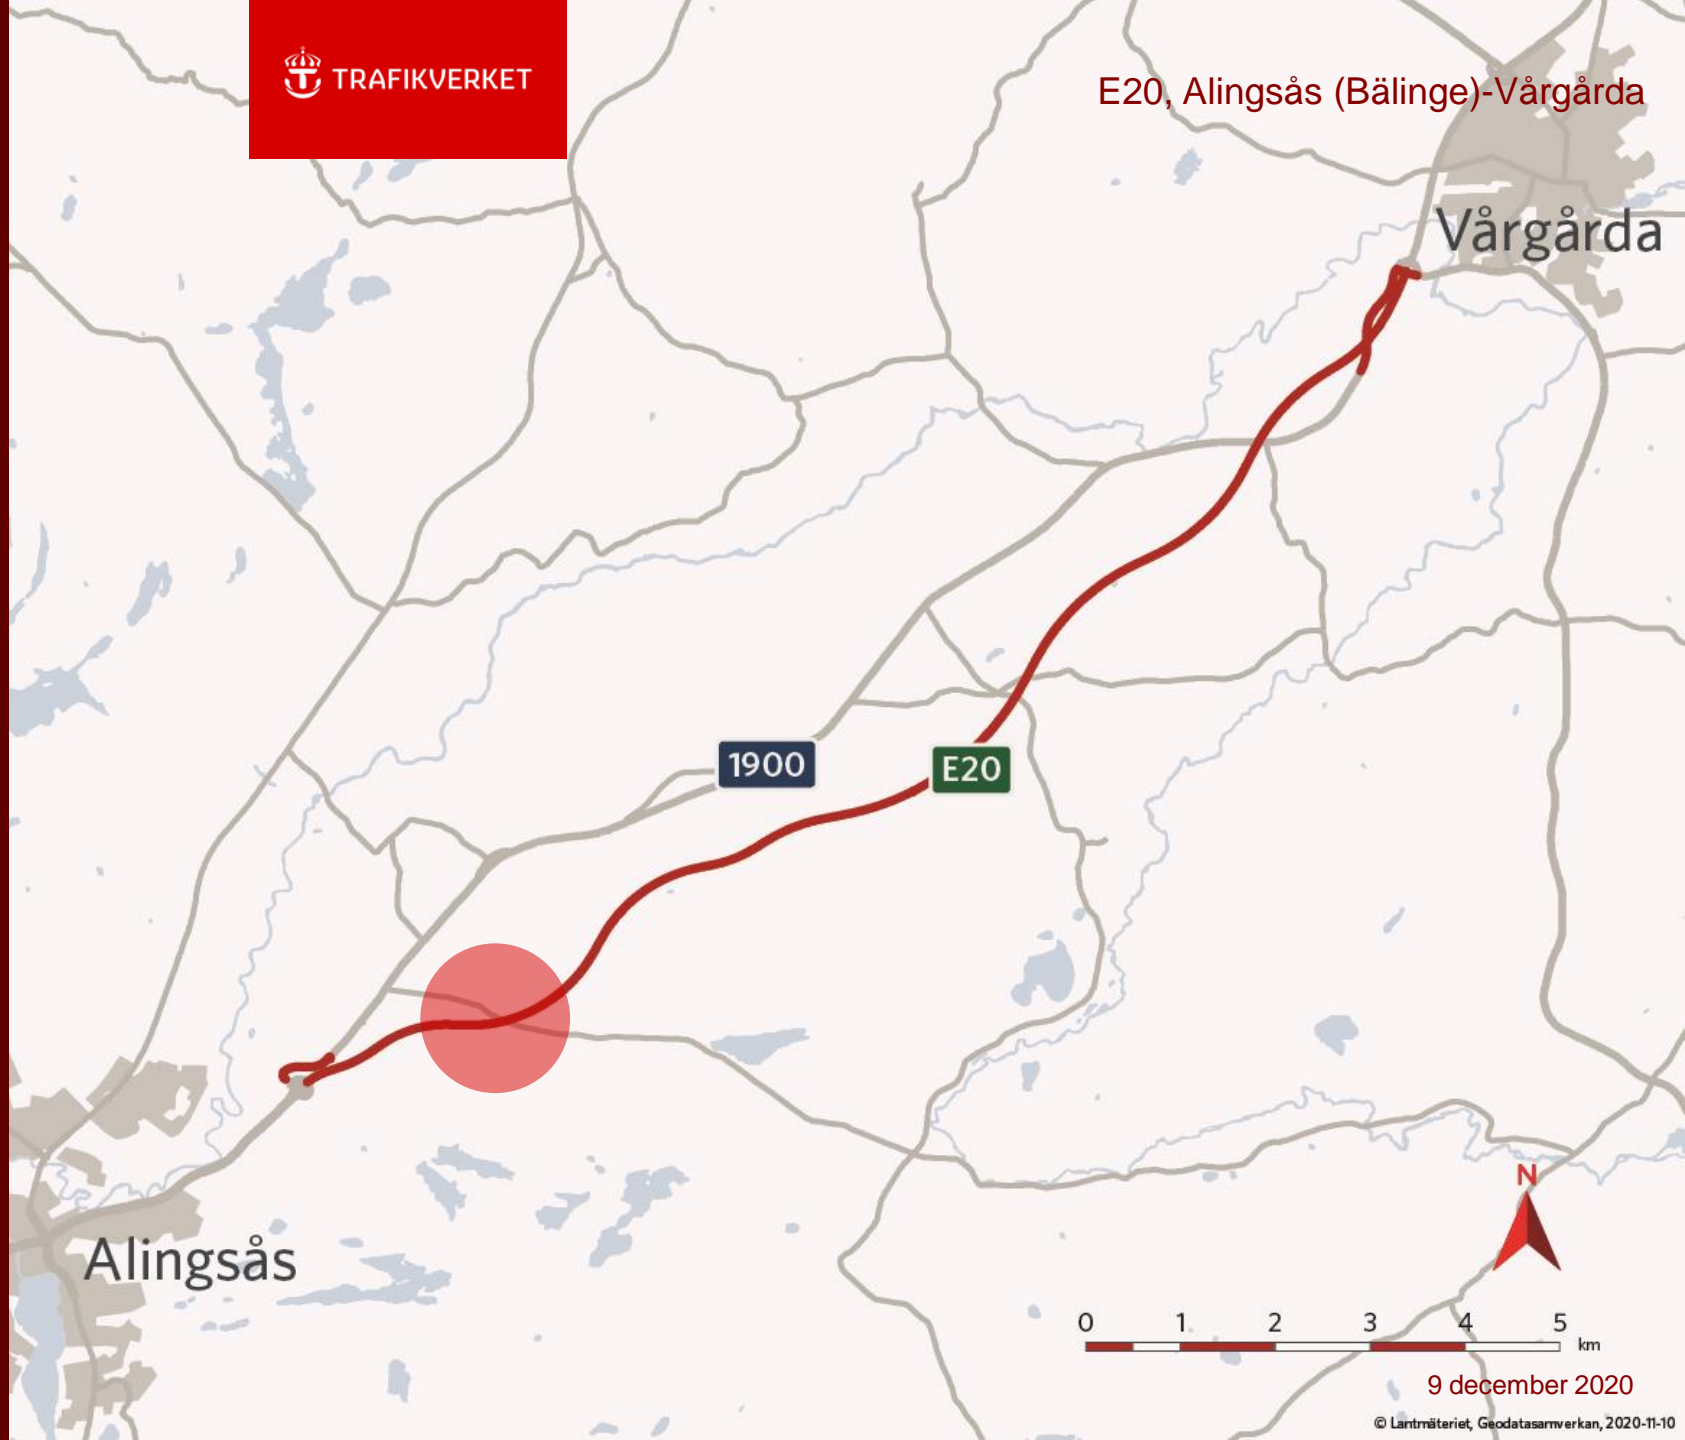 TRAFIKVERKET
E20, Alingsås (Bälinge)-Vårgårda
Vårgårda
1900
E20
Alingsås
N
0 1 2 3 4 5
km
9 december 2020
© Lantmäteriet, Geodatasamverkan, 2020-11-10